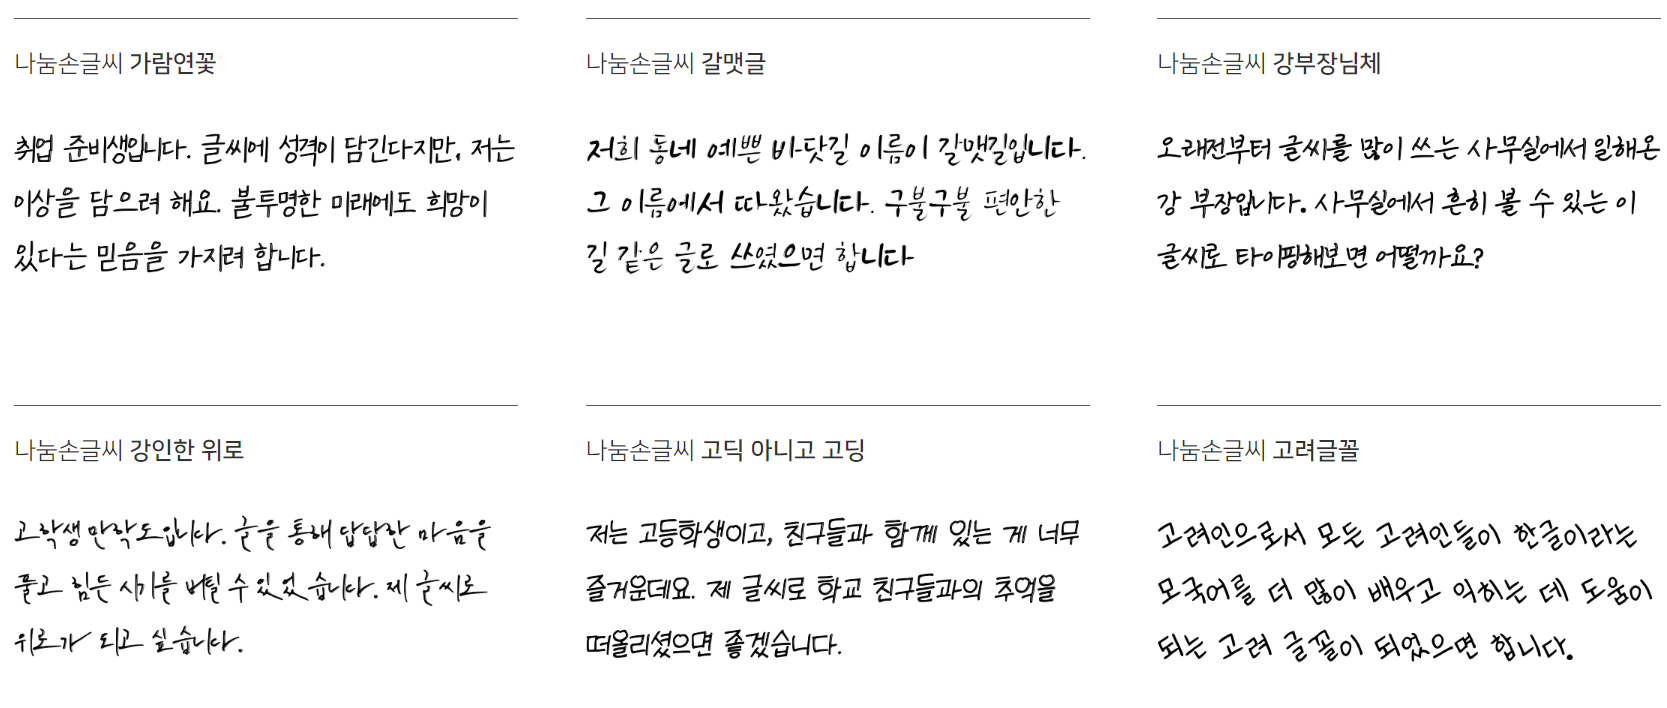 나눔손글씨 가람연꽃
취업 준비생입니다. 글씨에 성격이 담긴다지만, 저는
이상을 담으려 해요. 불투명한 미래에도 희망이
있다는 믿음을 가지려 합니다.
나눔손글씨 갈맷글
저희 동네 예쁜 바닷길 이름이 갈맷길입니다.
그 이름에서 따왔습니다. 구불구불 편안한
길 같은 글로 쓰였으면 합니다
나눔손글씨 강부장님체
오래전부터 글씨를 많이 쓰는 사무실에서 일해온
강 부장입니다. 사무실에서 흔히 볼 수 있는 이
글씨로 타이핑해보면 어떨까요?
나눔손글씨 강인한 위로
고학생 만학도입니다. 글을 통해 답답한 마음을
풀고 힘든 시기를 버틸 수 있었습니다. 제 글씨로
위로가 되고 싶습니다.
나눔손글씨 고딕 아니고 고딩
저는 고등학생이고, 친구들과 함께 있는 게 너무
즐거운데요. 제 글씨로 학교 친구들과의 추억을
떠올리셨으면 좋겠습니다.
나눔손글씨 고려글꼴
고려인으로서 모든 고려인들이 한글이라는
모국어를 더 많이 배우고 익히는 데 도움이
되는 고려 글꼴이 되었으면 합니다.